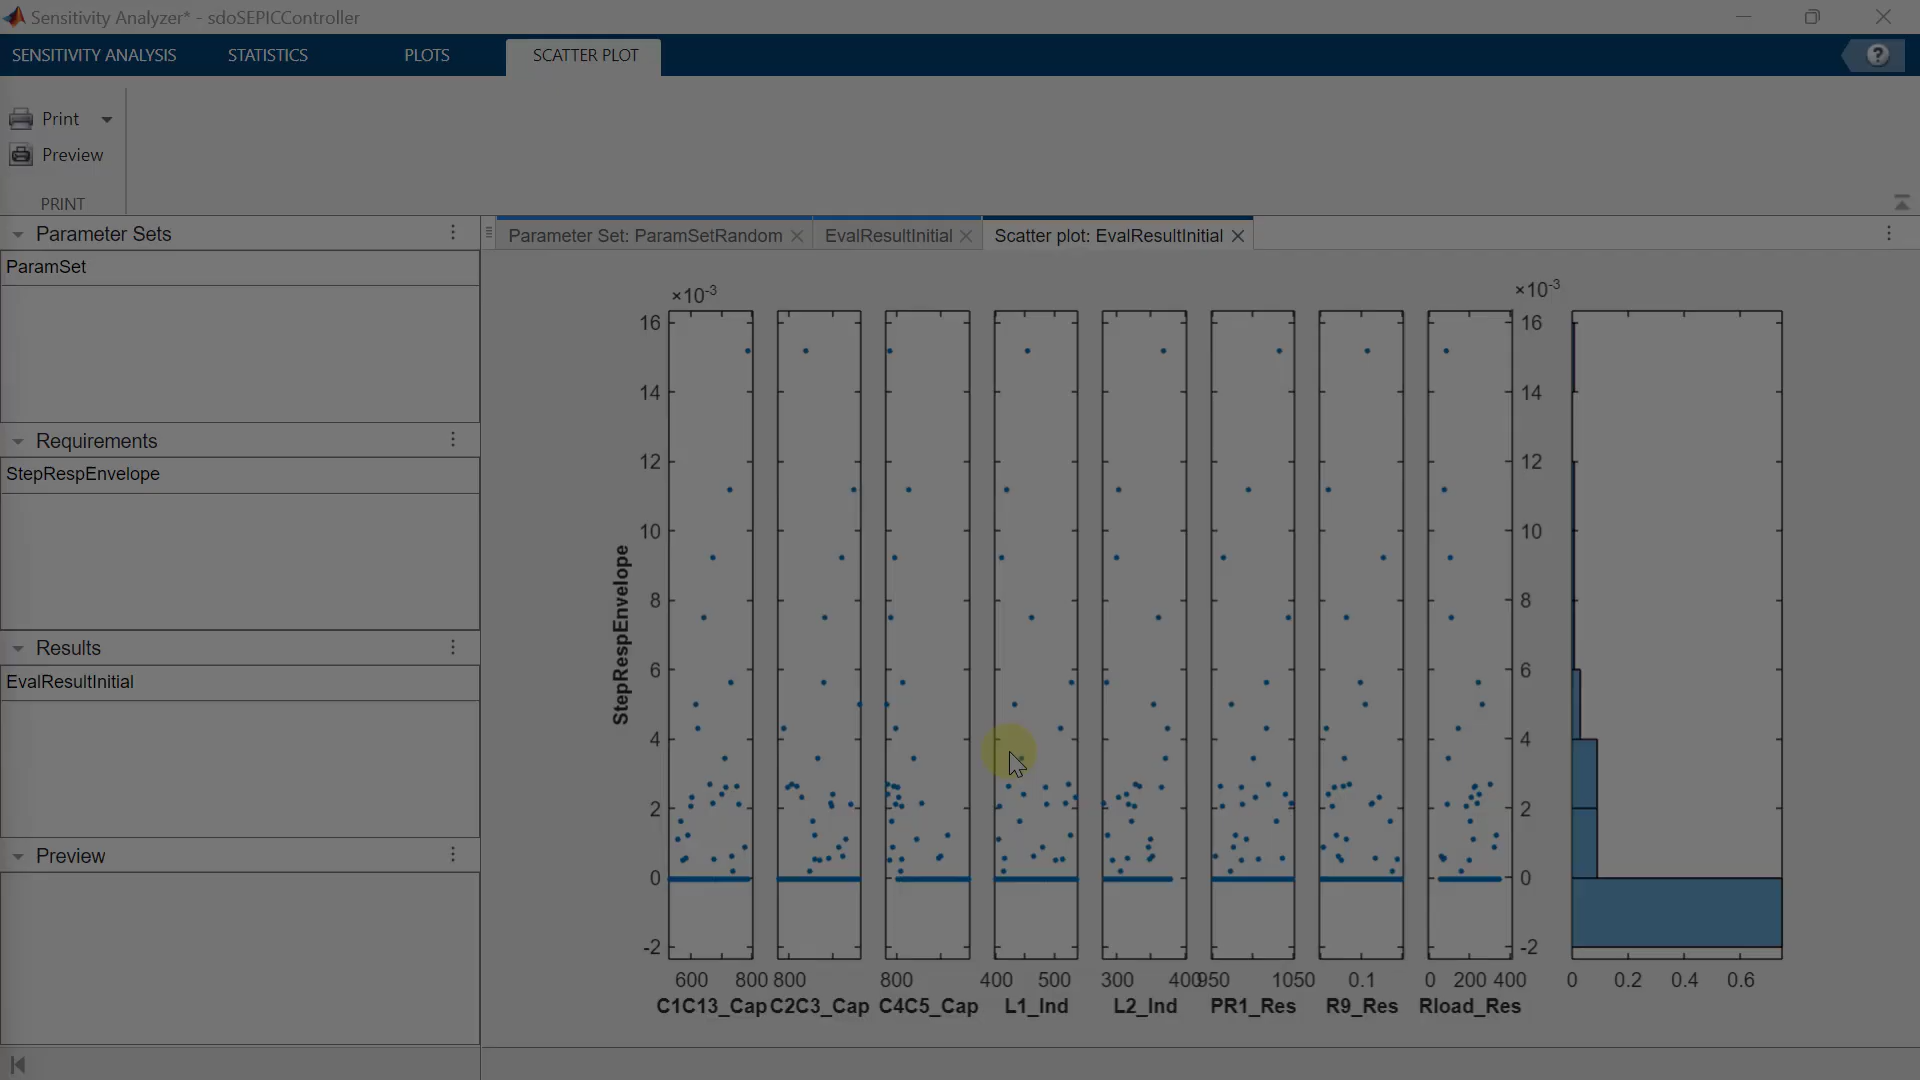 Sensitivity Analyzer* - sdoSEPICController
SENSITIVITY ANALYSIS STATISTICS PLOTS SCATTER PLOT
?
Print
Preview
PRINT
Parameter Sets
ParamSet
Requirements
StepRespEnvelope
Results
EvalResultInitial
Preview
Parameter Set: ParamSetRandom EvalResultInitial Scatter plot: EvalResultInitial
×10-3 ×10-3
16 16
14 14
12 12
10 10
8 8
6 6
4 4
2 2
0 0
-2 -2
StepRespEnvelope
600 800 800 800 400 500 300 400 950 1050 0.1 0 200 400 0 0.2 0.4 0.6
C1C13_Cap C2C3_Cap C4C5_Cap L1_Ind L2_Ind PR1_Res R9_Res Rload_Res